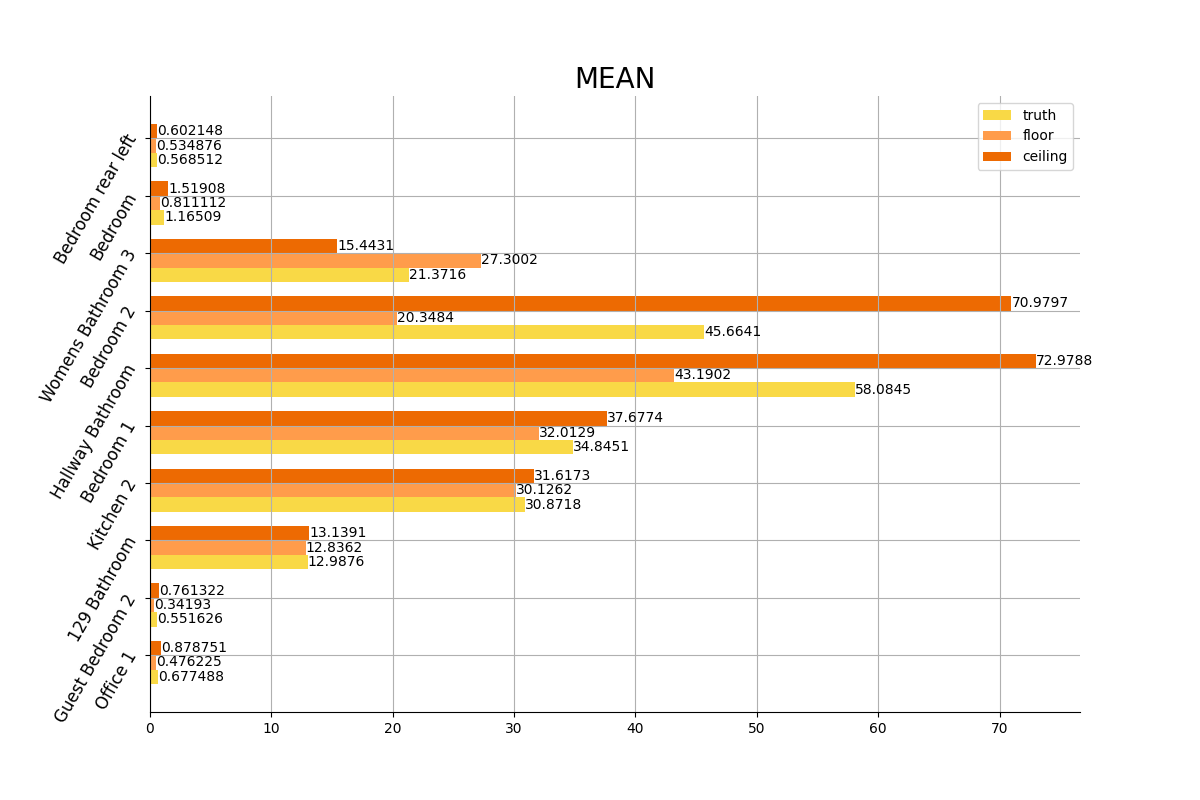 MEAN
truth
floor
ceiling
Bedroom rear left
0.602148
0.534876
0.568512
Bedroom
1.51908
0.811112
1.16509
Womens Bathroom 3
15.4431
27.3002
21.3716
Bedroom 2
70.9797
20.3484
45.6641
Hallway Bathroom
72.9788
43.1902
58.0845
Bedroom 1
37.6774
32.0129
34.8451
Kitchen 2
31.6173
30.1262
30.8718
129 Bathroom
13.1391
12.8362
12.9876
Guest Bedroom 2
0.761322
0.34193
0.551626
Office 1
0.878751
0.476225
0.677488
0 10 20 30 40 50 60 70